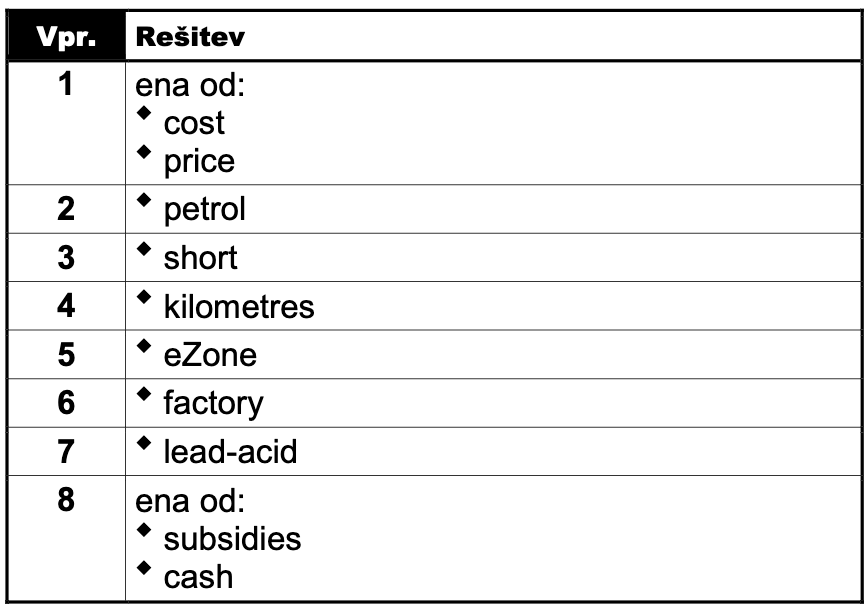 Vpr. Rešitev
1 ena od:
◆ cost
◆ price
2 ◆ petrol
3 ◆ short
4 ◆ kilometres
5 ◆ eZone
6 ◆ factory
7 ◆ lead-acid
8 ena od:
◆ subsidies
◆ cash